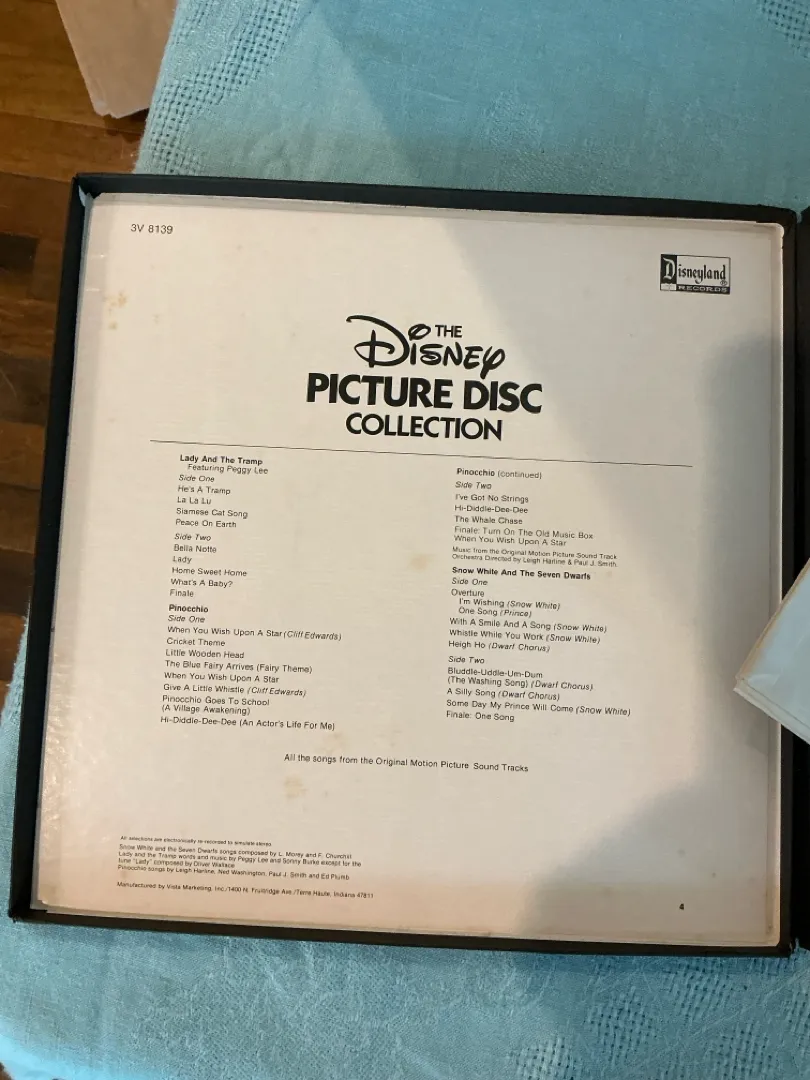 3V 8139
Disneyland
RECORDS
THE
DISNEY
PICTURE DISC
COLLECTION
Lady And The Tramp
Featuring Peggy Lee
Side One
He's A Tramp
La La Lu
Siamese Cat Song
Peace On Earth
Side Two
Bella Notte
Lady
Home Sweet Home
What's A Baby?
Finale
Pinocchio
Side One
When You Wish Upon A Star (Cliff Edwards)
Cricket Theme
Little Wooden Head
The Blue Fairy Arrives (Fairy Theme)
When You Wish Upon A Star
Give A Little Whistle (Cliff Edwards)
Pinocchio Goes To School
(A Village Awakening)
Hi-Diddle-Dee-Dee (An Actor's Life For Me)
Pinocchio (continued)
Side Two
I've Got No Strings
Hi-Diddle-Dee-Dee
The Whale Chase
Finale: Turn On The Old Music Box
When You Wish Upon A Star
Music from the Original Motion Picture Sound Track
Orchestra Directed by Leigh Harline & Paul J. Smith.
Snow White And The Seven Dwarfs
Side One
Overture
I'm Wishing (Snow White)
One Song (Prince)
With A Smile And A Song (Snow White)
Whistle While You Work (Snow White)
Heigh Ho (Dwarf Chorus)
Side Two
Bluddle-Uddle-Um-Dum
(The Washing Song) (Dwarf Chorus)
A Silly Song (Dwarf Chorus)
Some Day My Prince Will Come (Snow White)
Finale: One Song
All the songs from the Original Motion Picture Sound Tracks
All selections are electronically re-recorded to simulate stereo.
Snow White and the Seven Dwarfs songs composed by L. Morey and F. Churchill
Lady and the Tramp words and music by Peggy Lee and Sonny Burke except for the
tune "Lady" composed by Oliver Wallace
Pinocchio songs by Leigh Harline, Ned Washington, Paul J. Smith and Ed Plumb
Manufactured by Vista Marketing, Inc./1400 N. Fruitridge Ave./Terre Haute, Indiana 47811
4